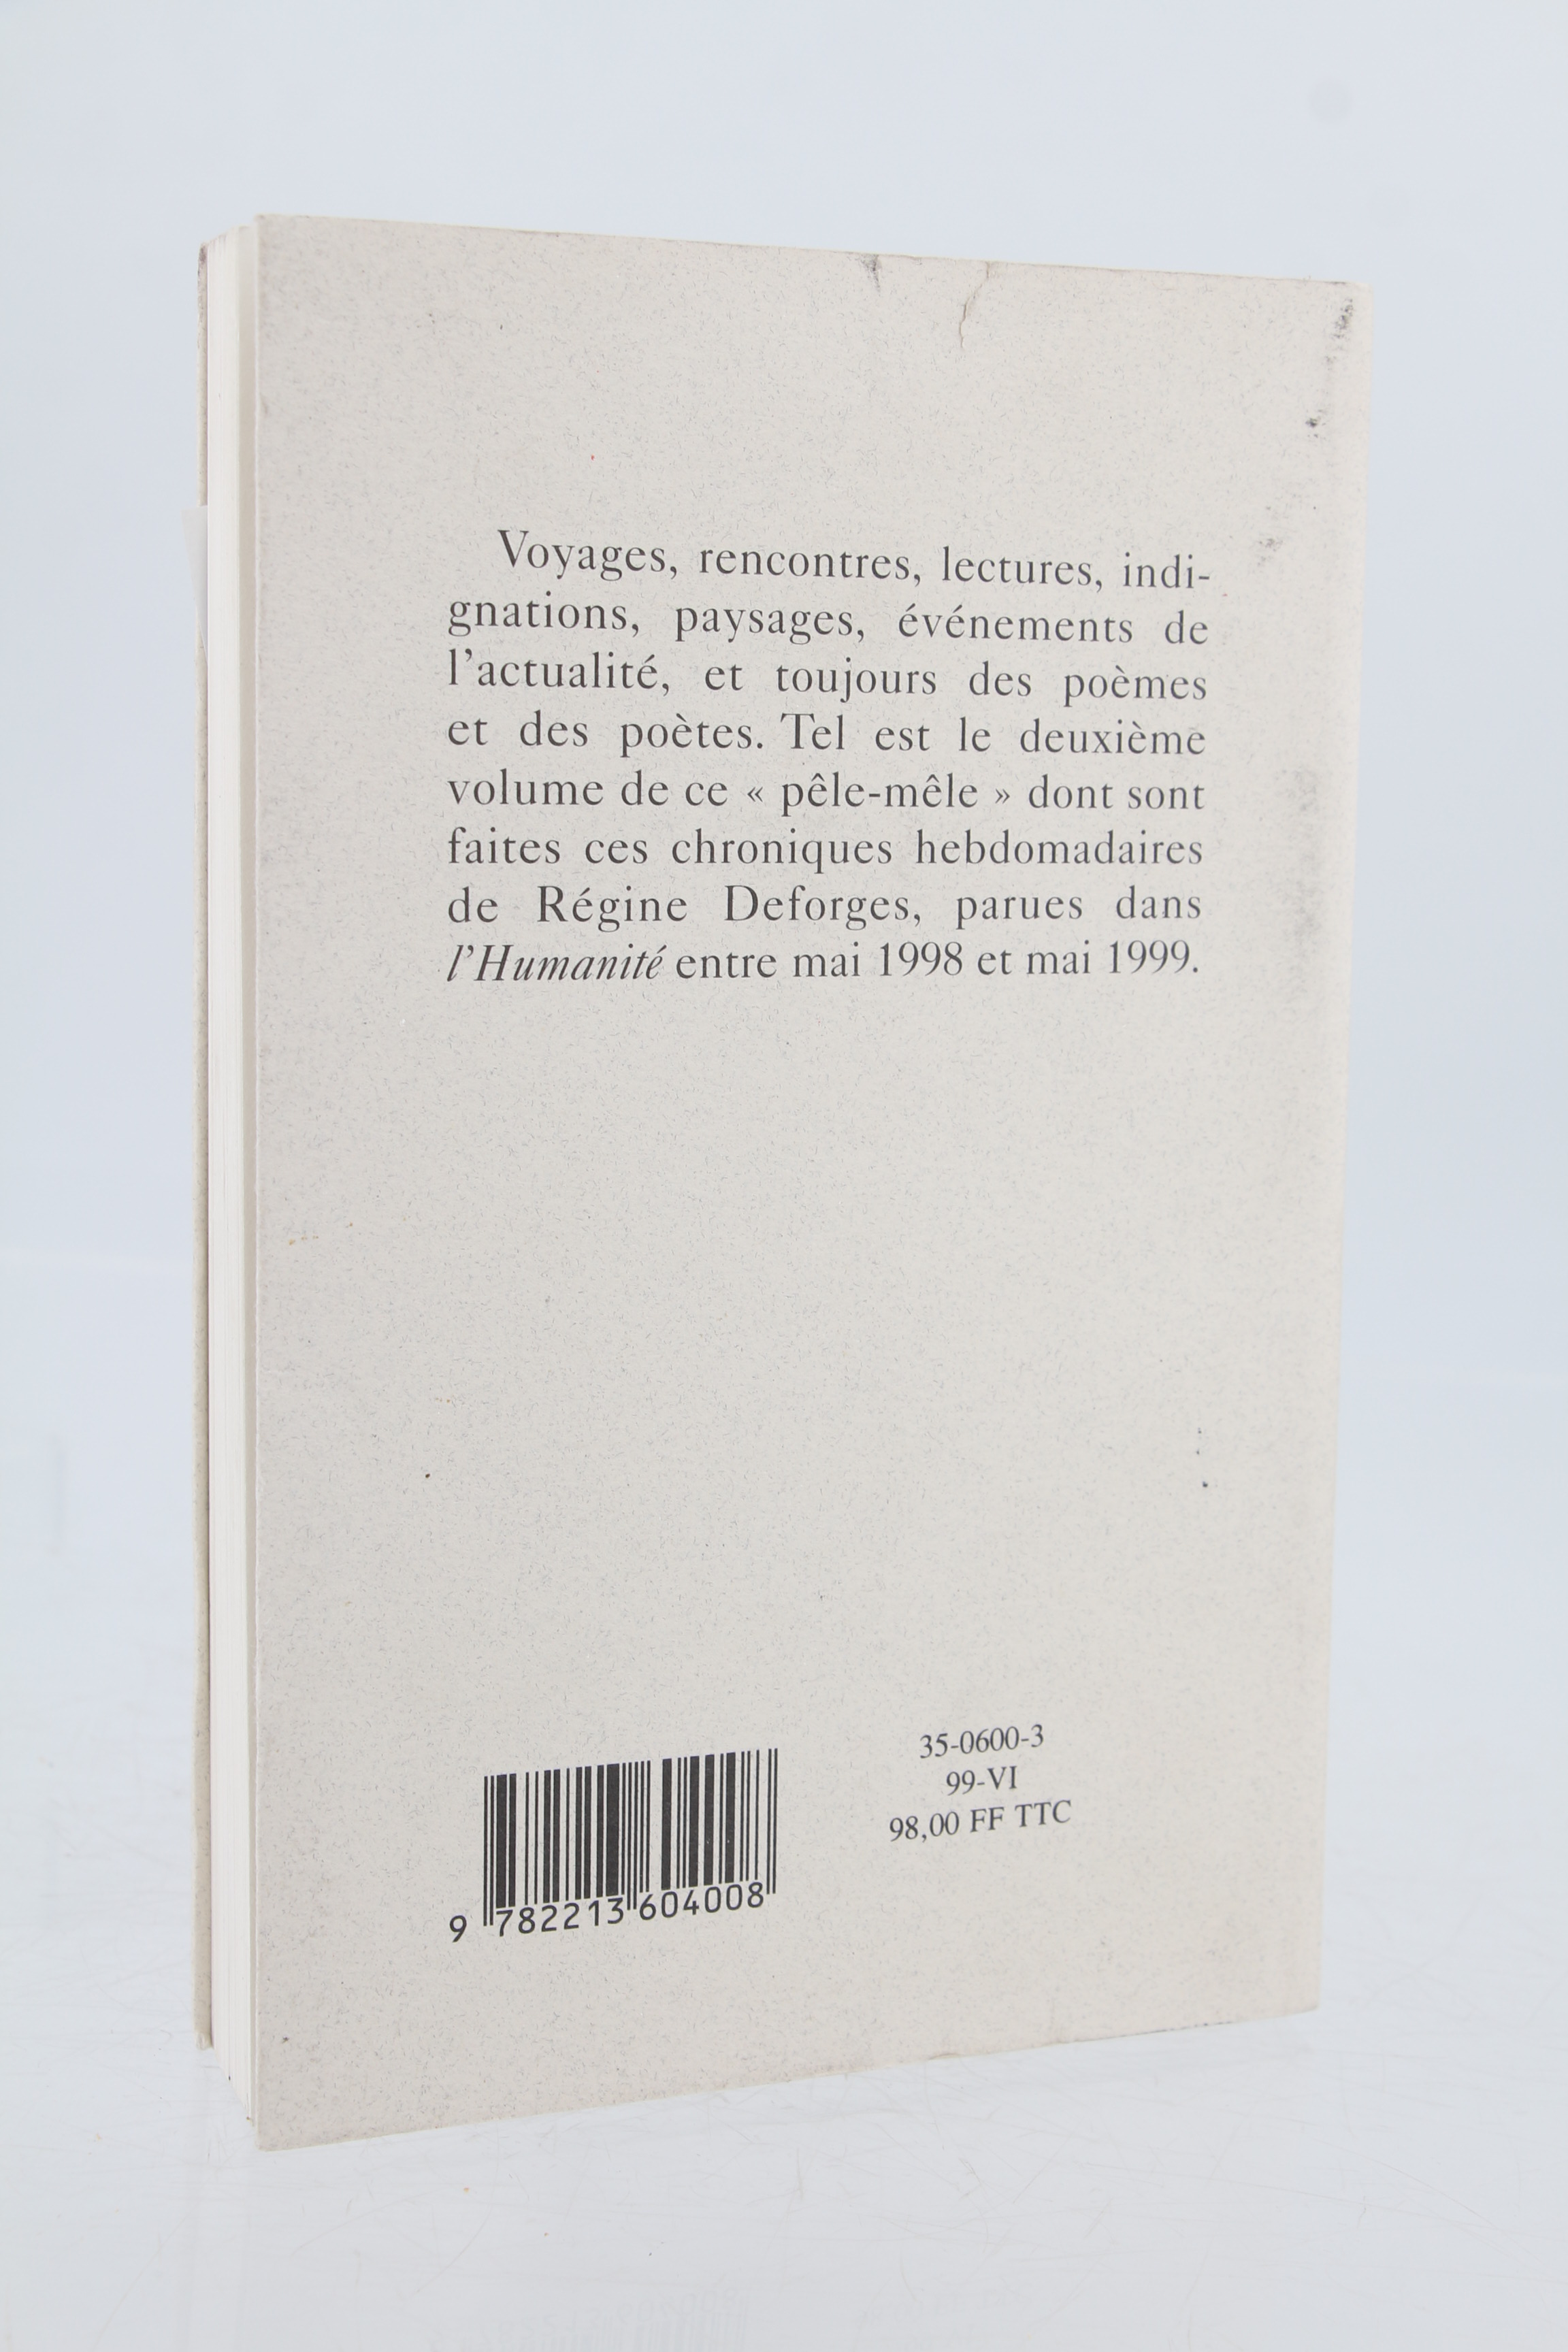 Voyages, rencontres, lectures, indi-
gnations, paysages, événements de
l'actualité, et toujours des poèmes
et des poètes. Tel est le deuxième
volume de ce « pêle-mêle » dont sont
faites ces chroniques hebdomadaires
de Régine Deforges, parues dans
l'Humanité entre mai 1998 et mai 1999.
35-0600-3
99-VI
98,00 FF TTC
9 782213 604008